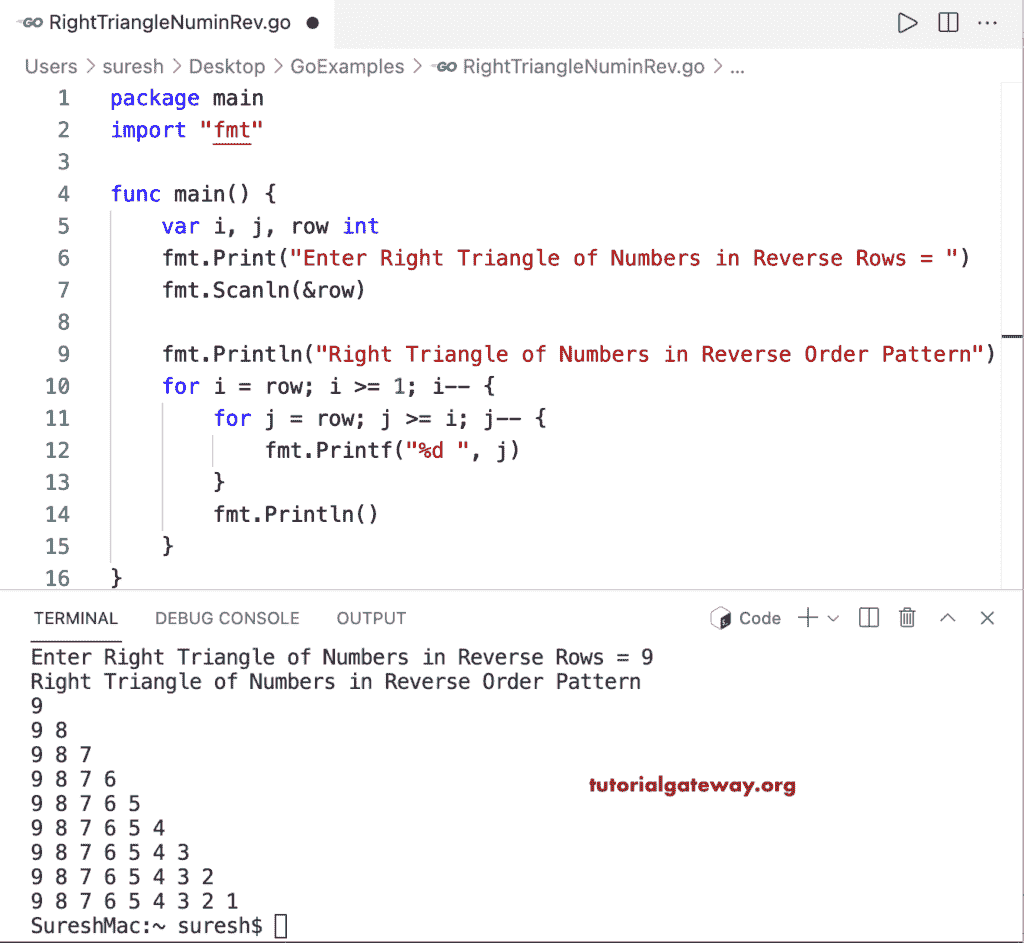 GO RightTriangleNuminRev.go ●
Users > suresh > Desktop > GoExamples > GO RightTriangleNuminRev.go > ...
1 package main
2 import "fmt"
3
4 func main() {
5     var i, j, row int
6     fmt.Print("Enter Right Triangle of Numbers in Reverse Rows = ")
7     fmt.Scanln(&row)
8
9     fmt.Println("Right Triangle of Numbers in Reverse Order Pattern")
10     for i = row; i >= 1; i-- {
11         for j = row; j >= i; j-- {
12             fmt.Printf("%d ", j)
13         }
14         fmt.Println()
15     }
16 }
TERMINAL DEBUG CONSOLE OUTPUT Code
Enter Right Triangle of Numbers in Reverse Rows = 9
Right Triangle of Numbers in Reverse Order Pattern
9
9 8
9 8 7
9 8 7 6
9 8 7 6 5
9 8 7 6 5 4
9 8 7 6 5 4 3
9 8 7 6 5 4 3 2
9 8 7 6 5 4 3 2 1
SureshMac:~ suresh$
tutorialgateway.org